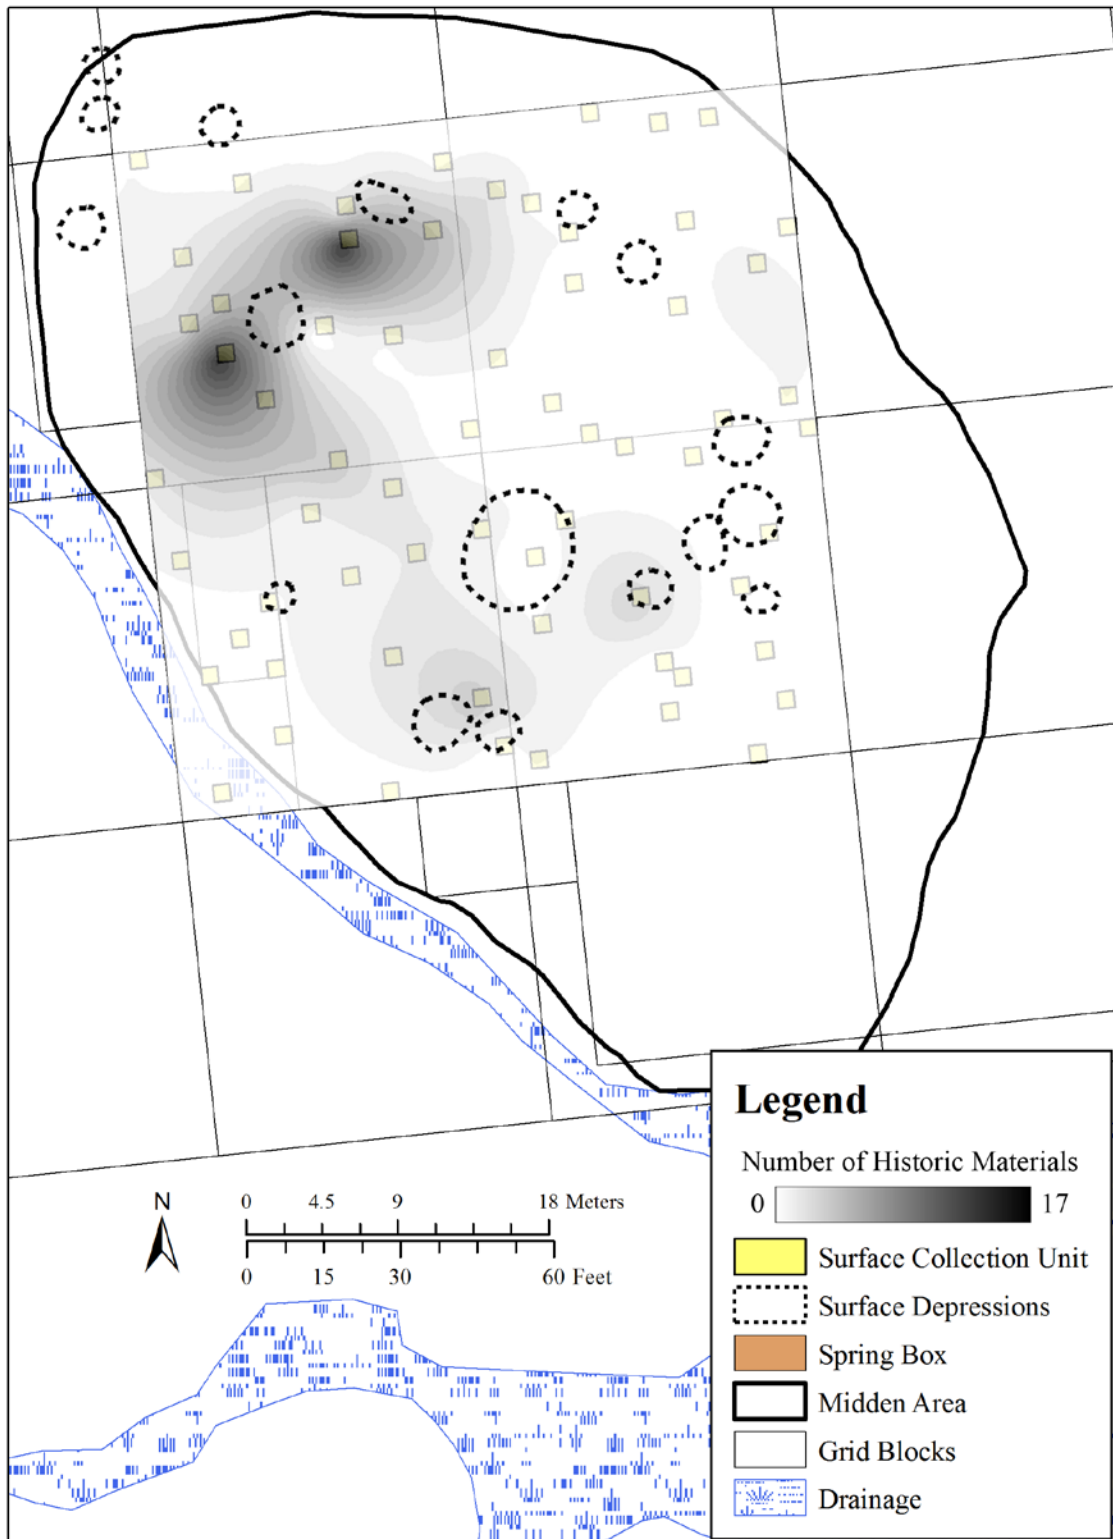 N
0 4.5 9 18 Meters
0 15 30 60 Feet
Legend
Number of Historic Materials
0 17
Surface Collection Unit
Surface Depressions
Spring Box
Midden Area
Grid Blocks
Drainage